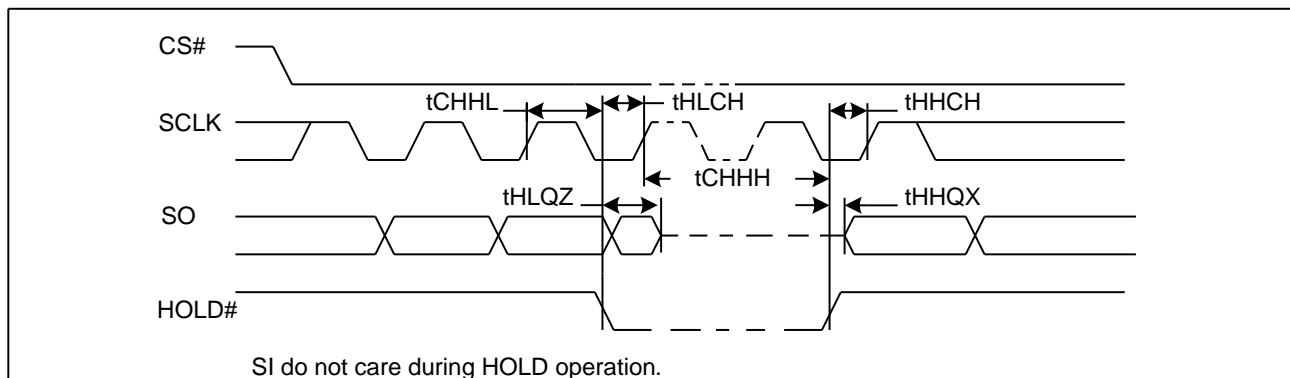 CS#
tCHHL tHLCH tHHCH
SCLK
tCHHH
tHLQZ tHHQX
SO
HOLD#
SI do not care during HOLD operation.